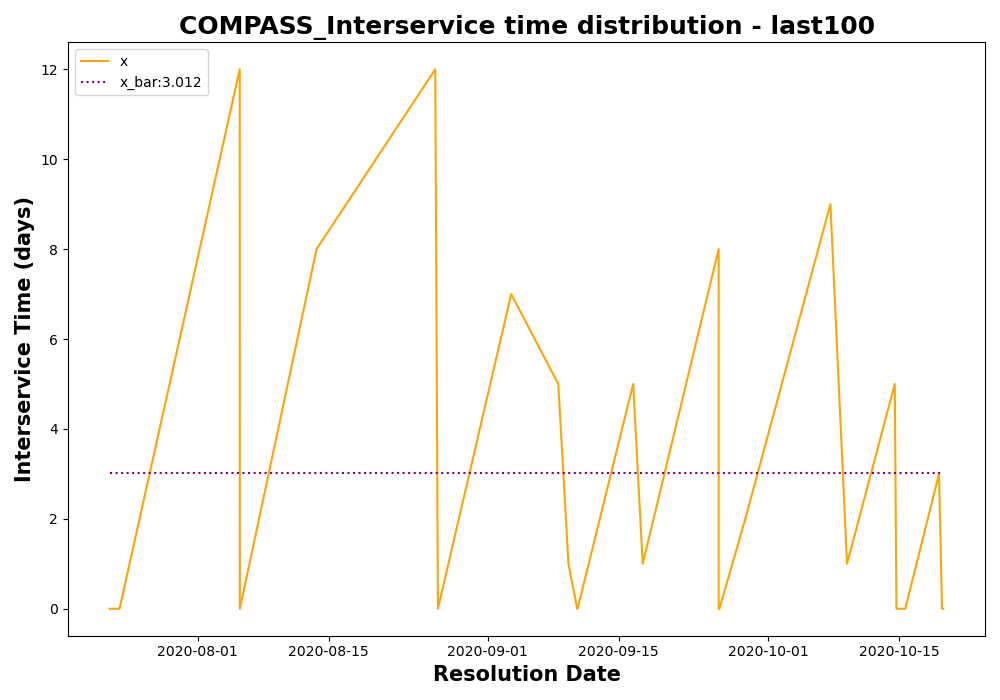 COMPASS_Interservice time distribution - last100
x
x_bar:3.012
Interservice Time (days)
12
10
8
6
4
2
0
2020-08-01
2020-08-15
2020-09-01
2020-09-15
2020-10-01
2020-10-15
Resolution Date